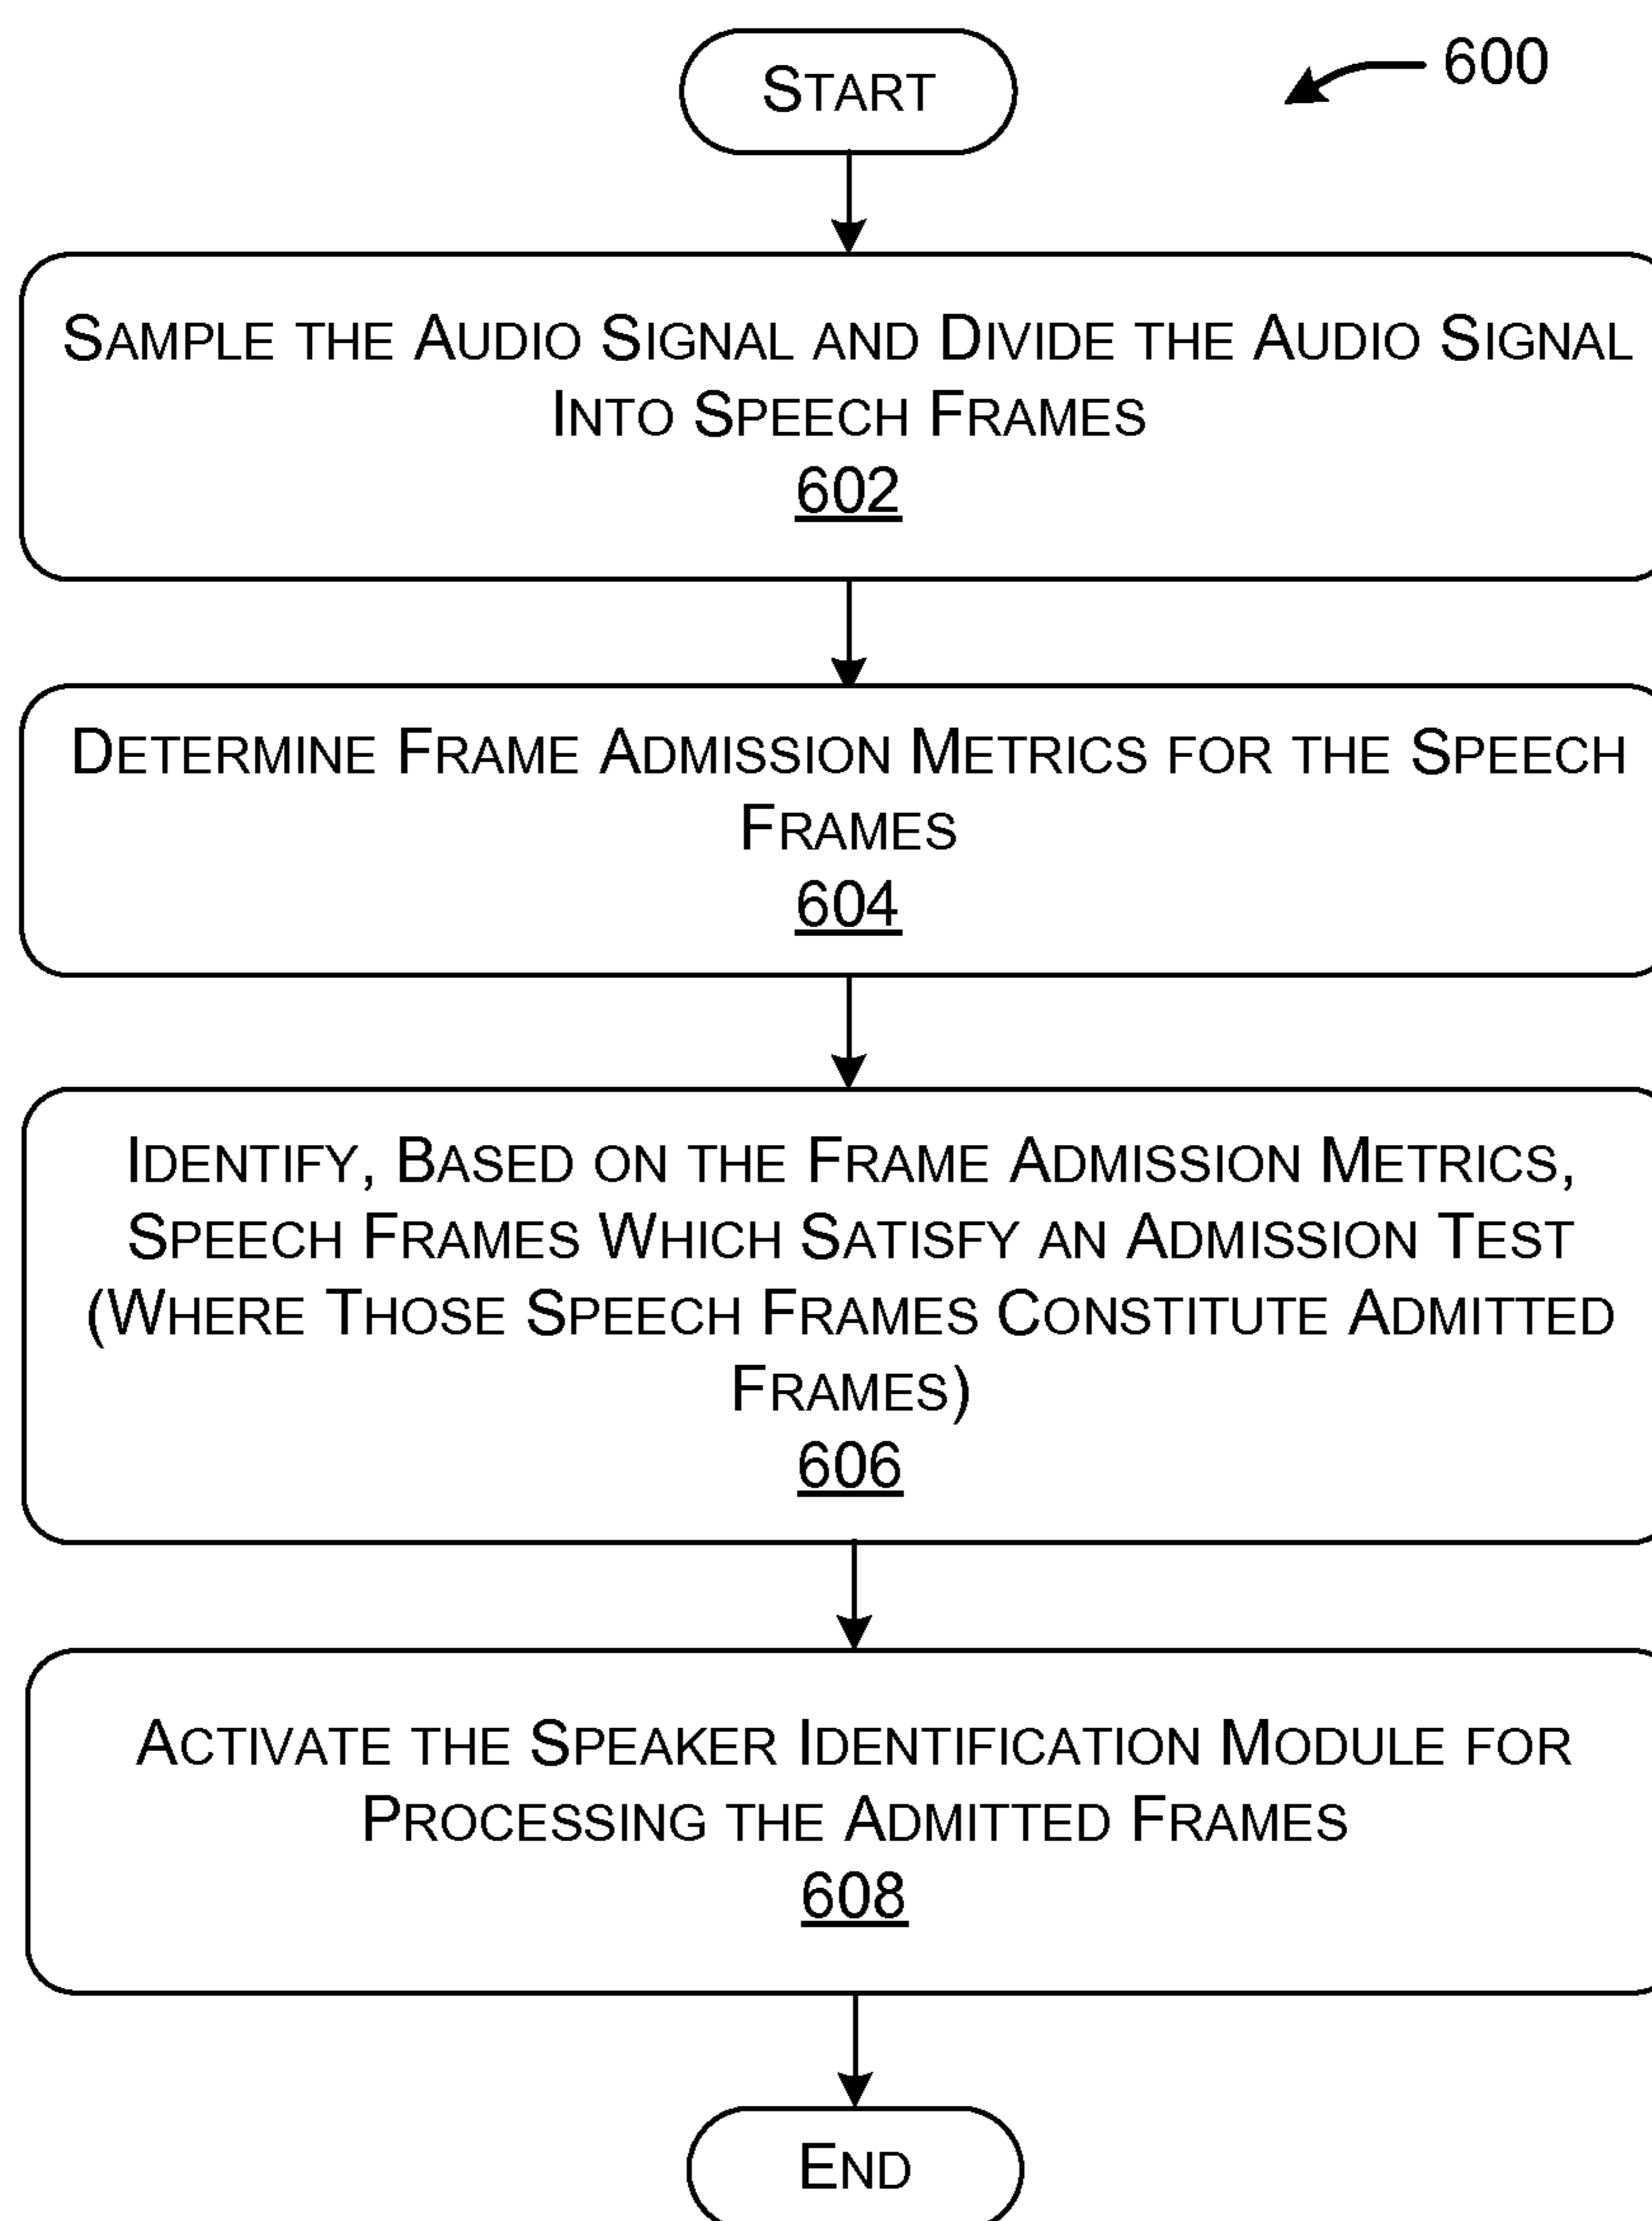 START
600
SAMPLE THE AUDIO SIGNAL AND DIVIDE THE AUDIO SIGNAL
INTO SPEECH FRAMES
602
DETERMINE FRAME ADMISSION METRICS FOR THE SPEECH
FRAMES
604
IDENTIFY, BASED ON THE FRAME ADMISSION METRICS,
SPEECH FRAMES WHICH SATISFY AN ADMISSION TEST
(WHERE THOSE SPEECH FRAMES CONSTITUTE ADMITTED
FRAMES)
606
ACTIVATE THE SPEAKER IDENTIFICATION MODULE FOR
PROCESSING THE ADMITTED FRAMES
608
END